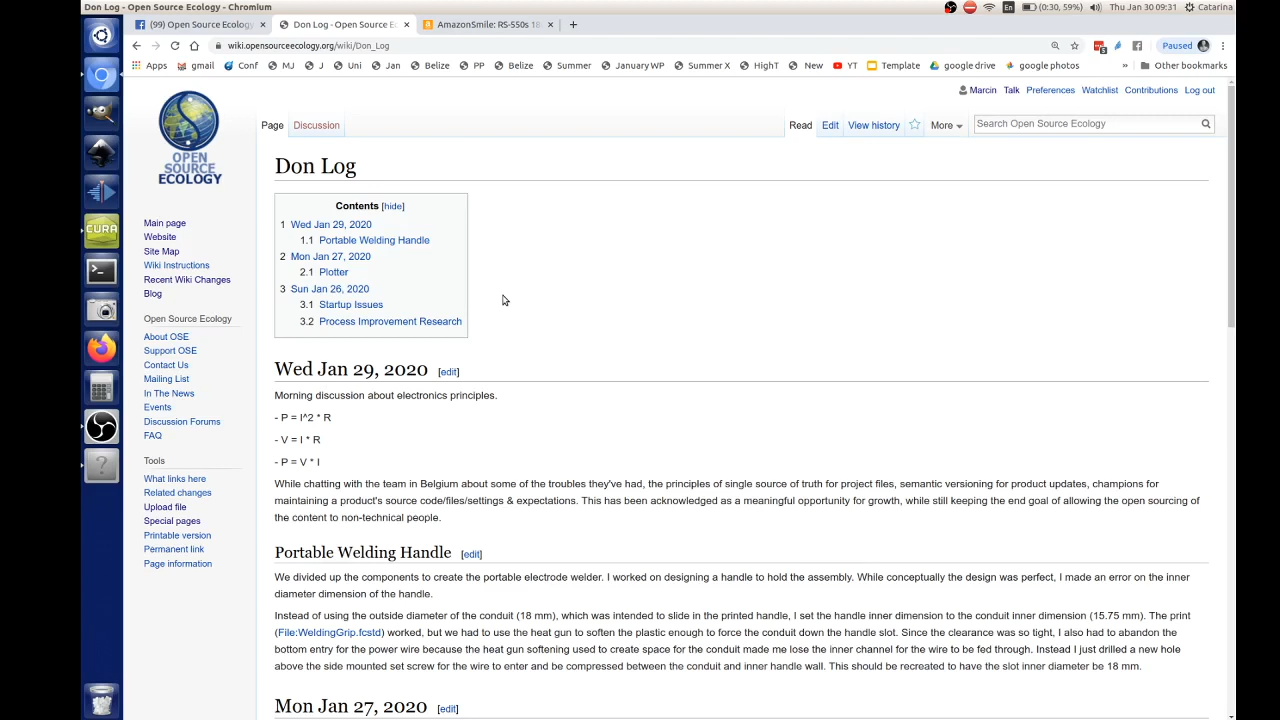 Don Log - Open Source Ecology - Chromium
En
(0:30, 59%)
Thu Jan 30 09:31
Catarina
(99) Open Source Ecology
Don Log - Open Source E
AmazonSmile: RS-550s 18
wiki.opensourceecology.org/wiki/Don_Log
Paused
Apps
gmail
Conf
MJ
J
Uni
Jan
Belize
PP
Belize
Summer
January WP
Summer X
HighT
New
YT
Template
google drive
google photos
»
Other bookmarks
Marcin
Talk
Preferences
Watchlist
Contributions
Log out
OPEN
SOURCE
ECOLOGY
Page
Discussion
Read
Edit
View history
More
Search Open Source Ecology
Main page
Website
Site Map
Wiki Instructions
Recent Wiki Changes
Blog
Open Source Ecology
About OSE
Support OSE
Contact Us
Mailing List
In The News
Events
Discussion Forums
FAQ
Tools
What links here
Related changes
Upload file
Special pages
Printable version
Permanent link
Page information
CURA
Don Log
Contents [hide]
1 Wed Jan 29, 2020
1.1 Portable Welding Handle
2 Mon Jan 27, 2020
2.1 Plotter
3 Sun Jan 26, 2020
3.1 Startup Issues
3.2 Process Improvement Research
Wed Jan 29, 2020 [edit]
Morning discussion about electronics principles.
- P = I^2 * R
- V = I * R
- P = V * I
While chatting with the team in Belgium about some of the troubles they've had, the principles of single source of truth for project files, semantic versioning for product updates, champions for
maintaining a product's source code/files/settings & expectations. This has been acknowledged as a meaningful opportunity for growth, while still keeping the end goal of allowing the open sourcing of
the content to non-technical people.
Portable Welding Handle [edit]
We divided up the components to create the portable electrode welder. I worked on designing a handle to hold the assembly. While conceptually the design was perfect, I made an error on the inner
diameter dimension of the handle.
Instead of using the outside diameter of the conduit (18 mm), which was intended to slide in the printed handle, I set the handle inner dimension to the conduit inner dimension (15.75 mm). The print
(File:WeldingGrip.fcstd) worked, but we had to use the heat gun to soften the plastic enough to force the conduit down the handle slot. Since the clearance was so tight, I also had to abandon the
bottom entry for the power wire because the heat gun softening used to create space for the conduit made me lose the inner channel for the wire to be fed through. Instead I just drilled a new hole
above the side mounted set screw for the wire to enter and be compressed between the conduit and inner handle wall. This should be recreated to have the slot inner diameter be 18 mm.
Mon Jan 27, 2020 [edit]